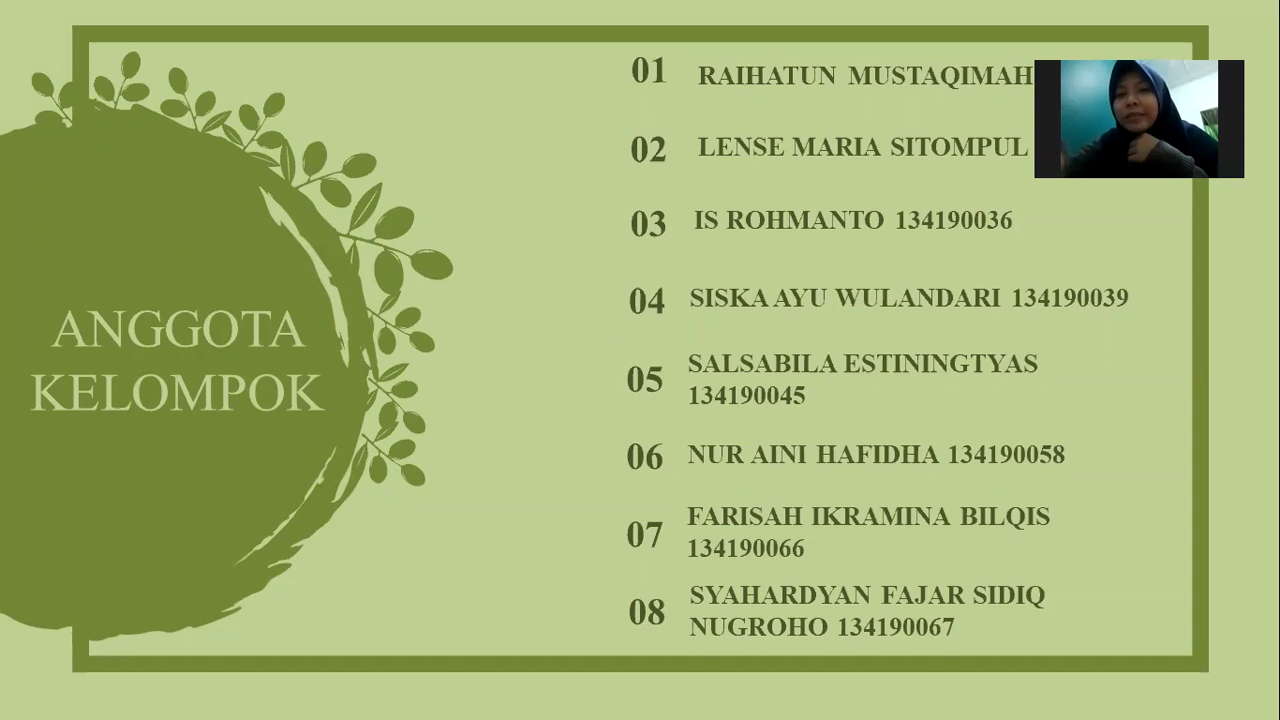 ANGGOTA
KELOMPOK
01 RAIHATUN MUSTAQIMAH
02 LENSE MARIA SITOMPUL
03 IS ROHMANTO 134190036
04 SISKA AYU WULANDARI 134190039
05 SALSABILA ESTININGTYAS
134190045
06 NUR AINI HAFIDHA 134190058
07 FARISAH IKRAMINA BILQIS
134190066
08 SYAHARDYAN FAJAR SIDIQ
NUGROHO 134190067